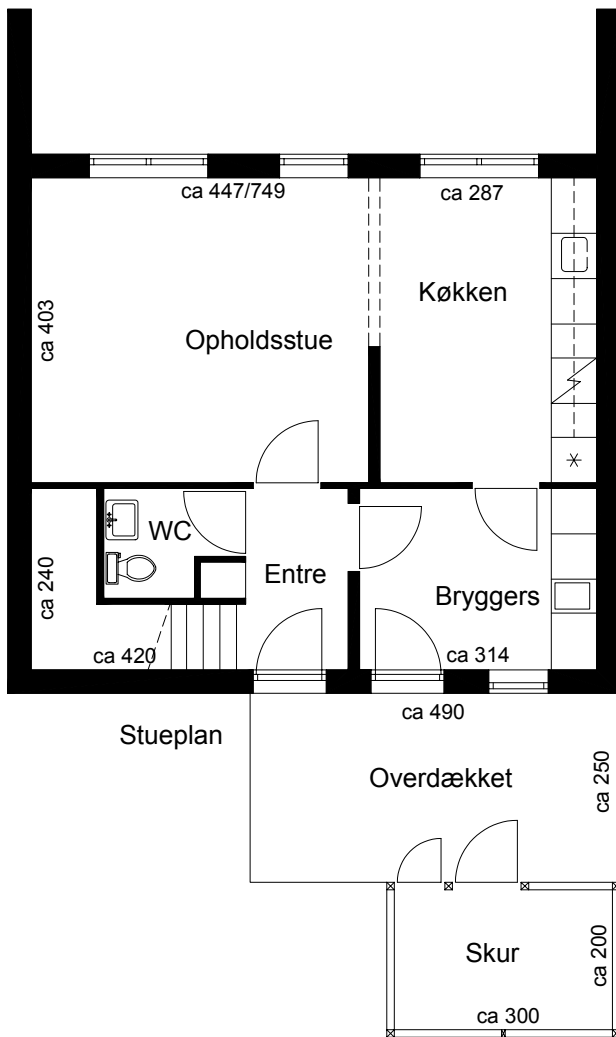 ca 447/749
ca 287
Køkken
ca 403
Opholdsstue
WC
Entre
ca 240
Bryggers
ca 420
ca 314
ca 490
Stueplan
Overdækket
ca 250
Skur
ca 200
ca 300